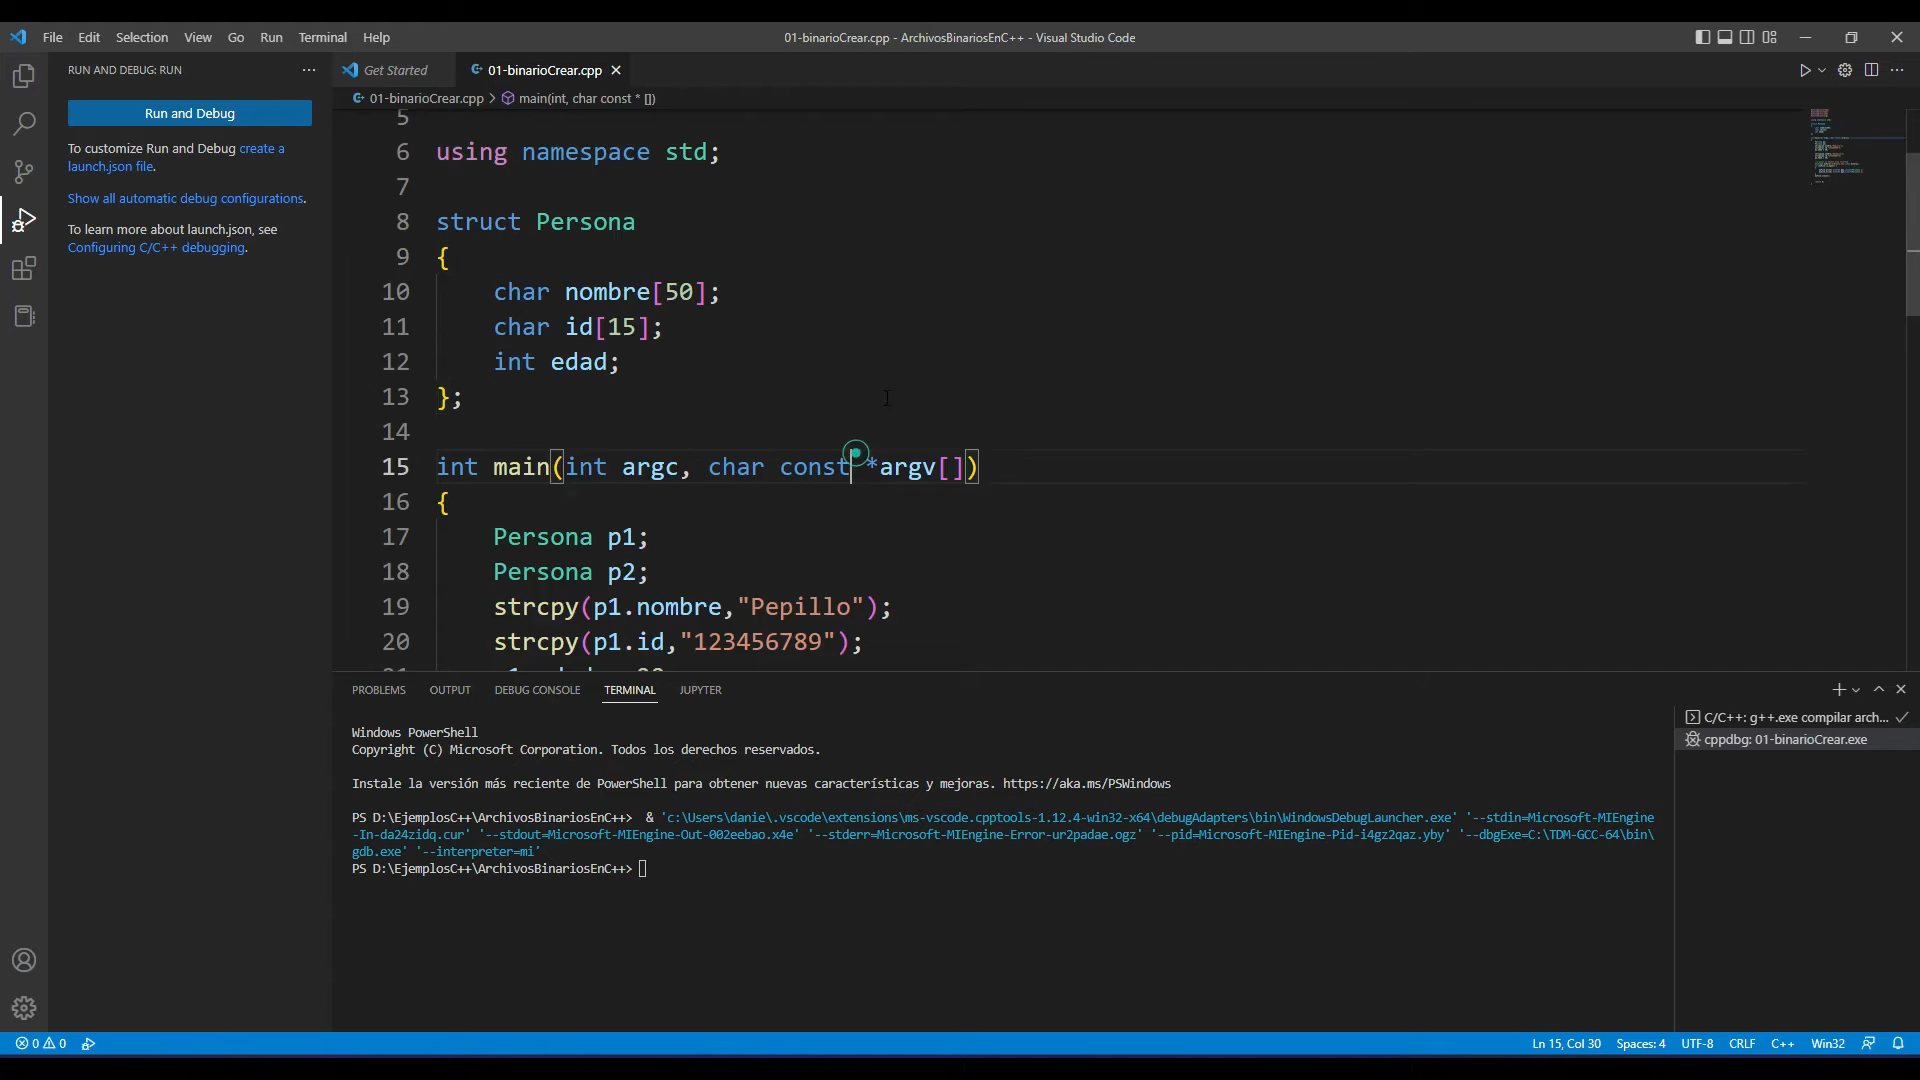 File Edit Selection View Go Run Terminal Help
01-binarioCrear.cpp - ArchivosBinariosEnC++ - Visual Studio Code
RUN AND DEBUG: RUN
Run and Debug
To customize Run and Debug create a
launch.json file.
Show all automatic debug configurations.
To learn more about launch.json, see
Configuring C/C++ debugging.
Get Started
01-binarioCrear.cpp
01-binarioCrear.cpp > main(int, char const * [])
5
6 using namespace std;
7
8 struct Persona
9 {
10 char nombre[50];
11 char id[15];
12 int edad;
13 };
14
15 int main(int argc, char const *argv[])
16 {
17 Persona p1;
18 Persona p2;
19 strcpy(p1.nombre,"Pepillo");
20 strcpy(p1.id,"123456789");
PROBLEMS OUTPUT DEBUG CONSOLE TERMINAL JUPYTER
Windows PowerShell
Copyright (C) Microsoft Corporation. Todos los derechos reservados.
Instale la versión más reciente de PowerShell para obtener nuevas características y mejoras. https://aka.ms/PSWindows
PS D:\EjemplosC++\ArchivosBinariosEnC++> & 'c:\Users\danie\.vscode\extensions\ms-vscode.cpptools-1.12.4-win32-x64\debugAdapters\bin\WindowsDebugLauncher.exe' '--stdin=Microsoft-MIEngine
-In-da24zidq.cur' '--stdout=Microsoft-MIEngine-Out-002eebao.x4e' '--stderr=Microsoft-MIEngine-Error-ur2padae.ogz' '--pid=Microsoft-MIEngine-Pid-i4gz2qaz.yby' '--dbgExe=C:\TDM-GCC-64\bin\
gdb.exe' '--interpreter=mi'
PS D:\EjemplosC++\ArchivosBinariosEnC++>
C/C++: g++.exe compilar arch...
cppdbg: 01-binarioCrear.exe
0 0
Ln 15, Col 30 Spaces: 4 UTF-8 CRLF C++ Win32